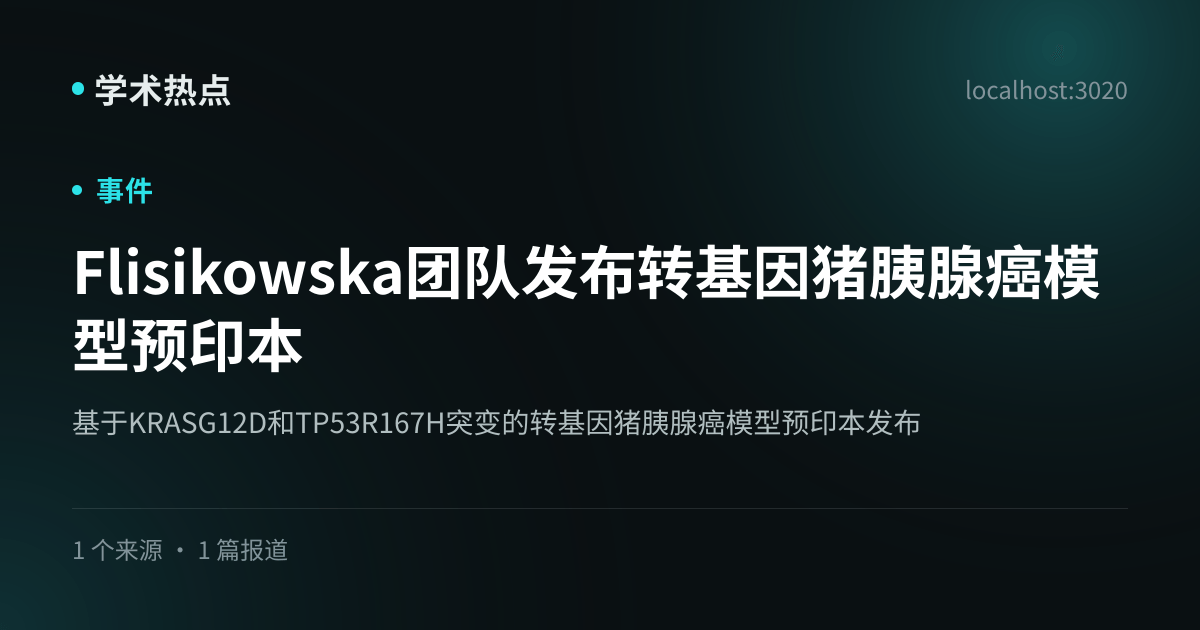 学术热点
localhost:3020
事件
Flisikowska团队发布转基因猪胰腺癌模
型预印本
基于KRASG12D和TP53R167H突变的转基因猪胰腺癌模型预印本发布
1 个来源 · 1 篇报道